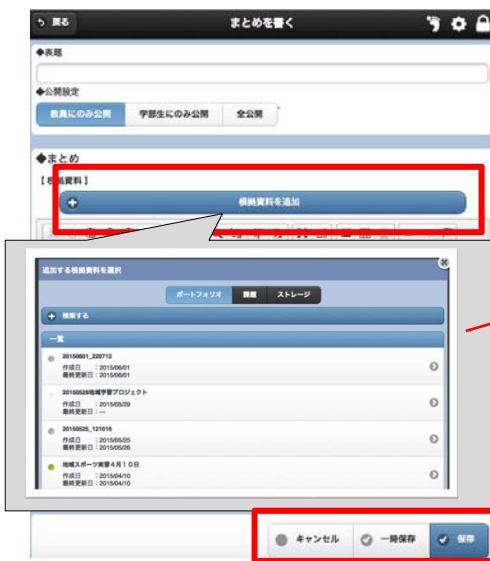 戻る
まとめを書く
◆表題
◆公開設定
教員にのみ公開 学部生にのみ公開 全公開
◆まとめ
【根拠資料】
根拠資料を追加
追加する根拠資料を選択
ポートフォリオ 課題 ストレージ
検索する
一覧
20150601_220712
作成日 : 2015/06/01
最終更新日 : 2015/06/01
20150529地域学習プロジェクト
作成日 : 2015/05/29
最終更新日 : --
20150525_121016
作成日 : 2015/05/25
最終更新日 : 2015/05/26
地域スポーツ実習4月10日
作成日 : 2015/04/10
最終更新日 : 2015/04/10
キャンセル 一時保存 保存